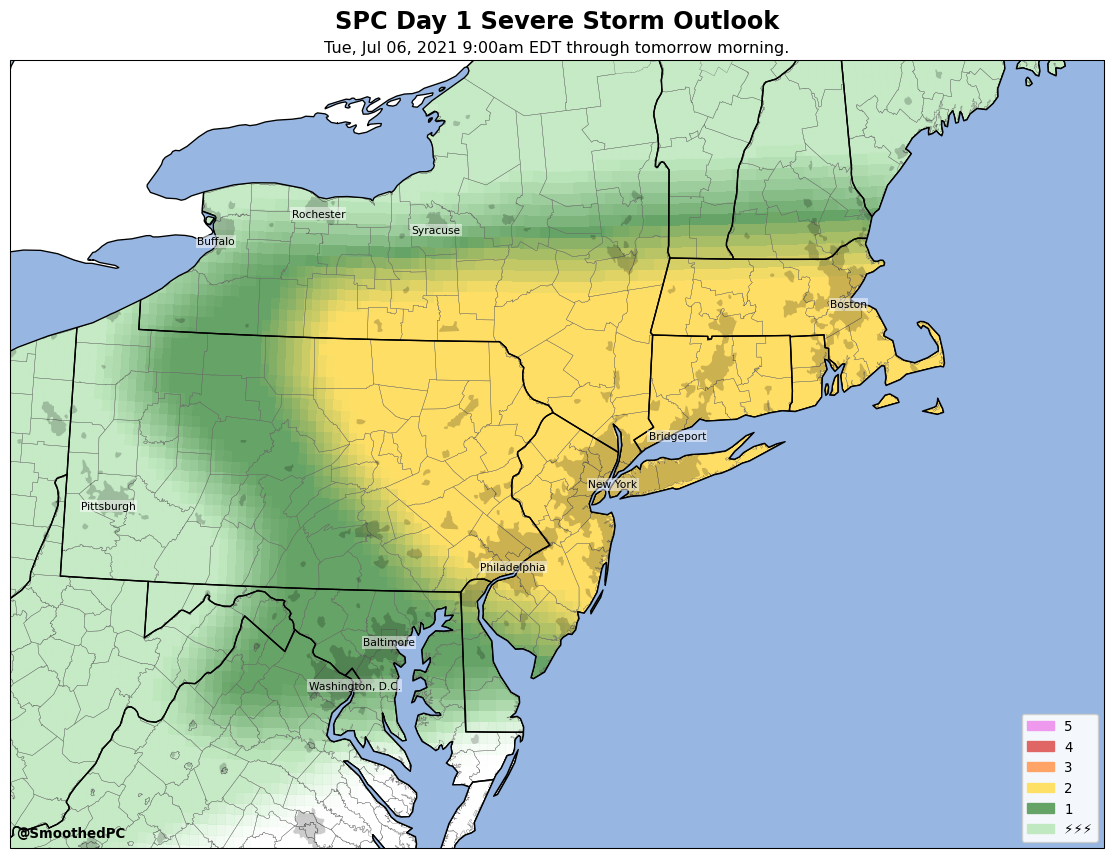 SPC Day 1 Severe Storm Outlook
Tue, Jul 06, 2021 9:00am EDT through tomorrow morning.
Rochester
Syracuse
Buffalo
Boston
Bridgeport
New York
Pittsburgh
Philadelphia
Baltimore
Washington, D.C.
5
4
3
2
1
⚡⚡⚡
@SmoothedPC